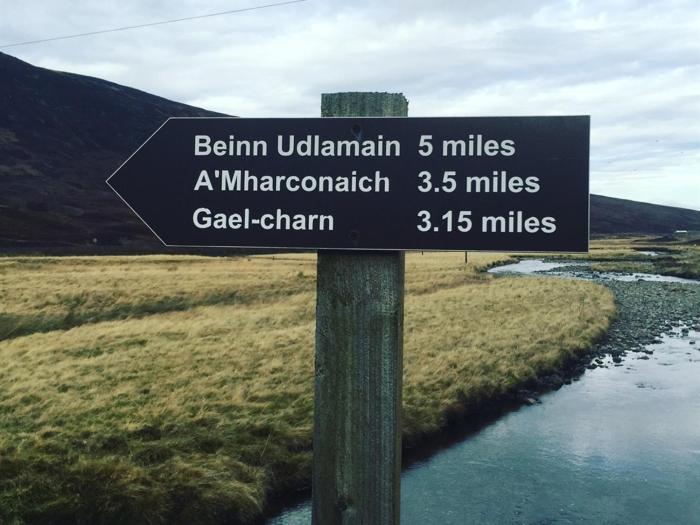 Beinn Udlamain 5 miles
A'Mharconaich 3.5 miles
Gael-charn 3.15 miles